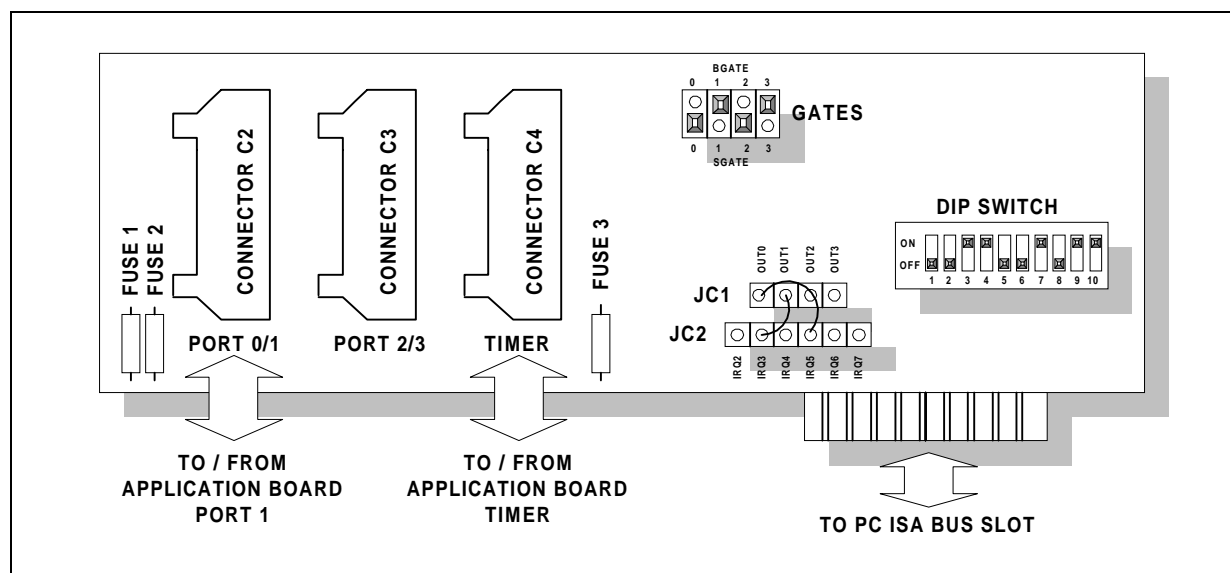 BGATE
0 1 2 3
GATES
0 1 2 3
SGATE
CONNECTOR C2
CONNECTOR C3
CONNECTOR C4
FUSE 1
FUSE 2
FUSE 3
DIP SWITCH
ON
OFF
1 2 3 4 5 6 7 8 9 10
OUT0
OUT1
OUT2
OUT3
JC1
JC2
IRQ2
IRQ3
IRQ4
IRQ5
IRQ6
IRQ7
PORT 0/1
PORT 2/3
TIMER
TO / FROM
APPLICATION BOARD
PORT 1
TO / FROM
APPLICATION BOARD
TIMER
TO PC ISA BUS SLOT